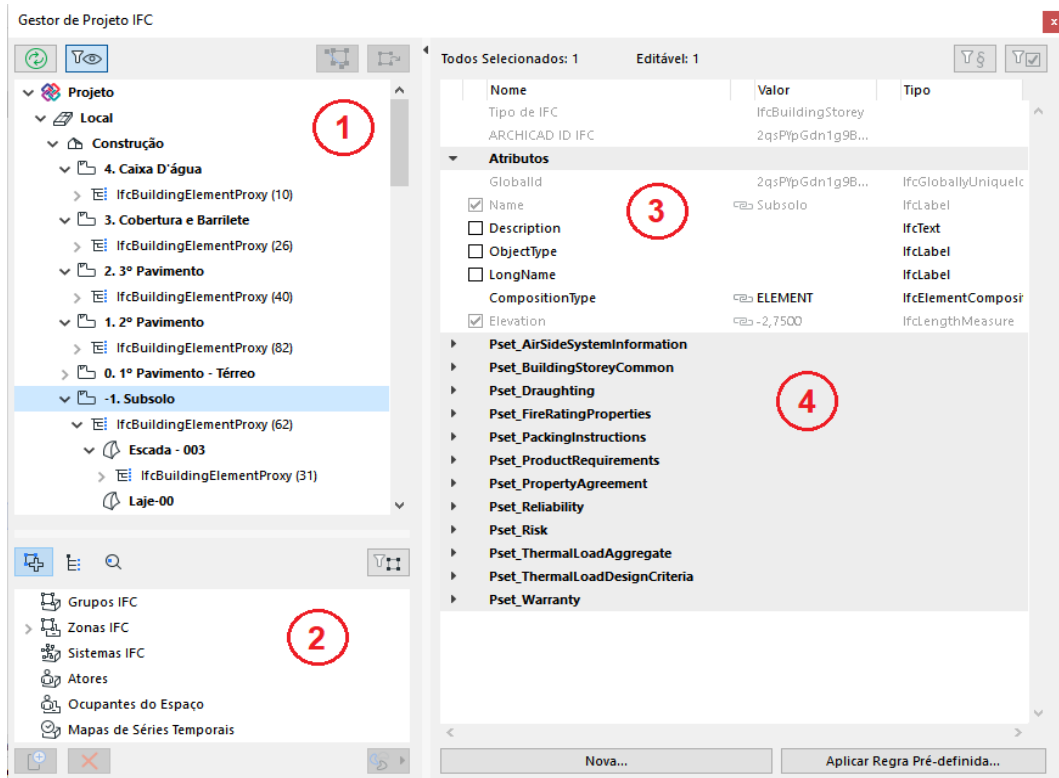 Gestor de Projeto IFC
x
Todos Selecionados: 1 Editável: 1
§
Projeto
Local
Construção
4. Caixa D'água
IfcBuildingElementProxy (10)
3. Cobertura e Barrilete
IfcBuildingElementProxy (26)
2. 3º Pavimento
IfcBuildingElementProxy (40)
1. 2º Pavimento
IfcBuildingElementProxy (82)
0. 1º Pavimento - Térreo
-1. Subsolo
IfcBuildingElementProxy (62)
Escada - 003
IfcBuildingElementProxy (31)
Laje-00
1
Grupos IFC
Zonas IFC
Sistemas IFC
Atores
Ocupantes do Espaço
Mapas de Séries Temporais
2
Nome Valor Tipo
Tipo de IFC IfcBuildingStorey
ARCHICAD ID IFC 2qsPYpGdn1g9B...
Atributos
GlobalId 2qsPYpGdn1g9B... IfcGloballyUniqueIc
Name Subsolo IfcLabel
Description IfcText
ObjectType IfcLabel
LongName IfcLabel
CompositionType ELEMENT IfcElementComposit
Elevation -2,7500 IfcLengthMeasure
3
Pset_AirSideSystemInformation
Pset_BuildingStoreyCommon
Pset_Draughting
Pset_FireRatingProperties
Pset_PackingInstructions
Pset_ProductRequirements
Pset_PropertyAgreement
Pset_Reliability
Pset_Risk
Pset_ThermalLoadAggregate
Pset_ThermalLoadDesignCriteria
Pset_Warranty
4
Nova... Aplicar Regra Pré-definida...